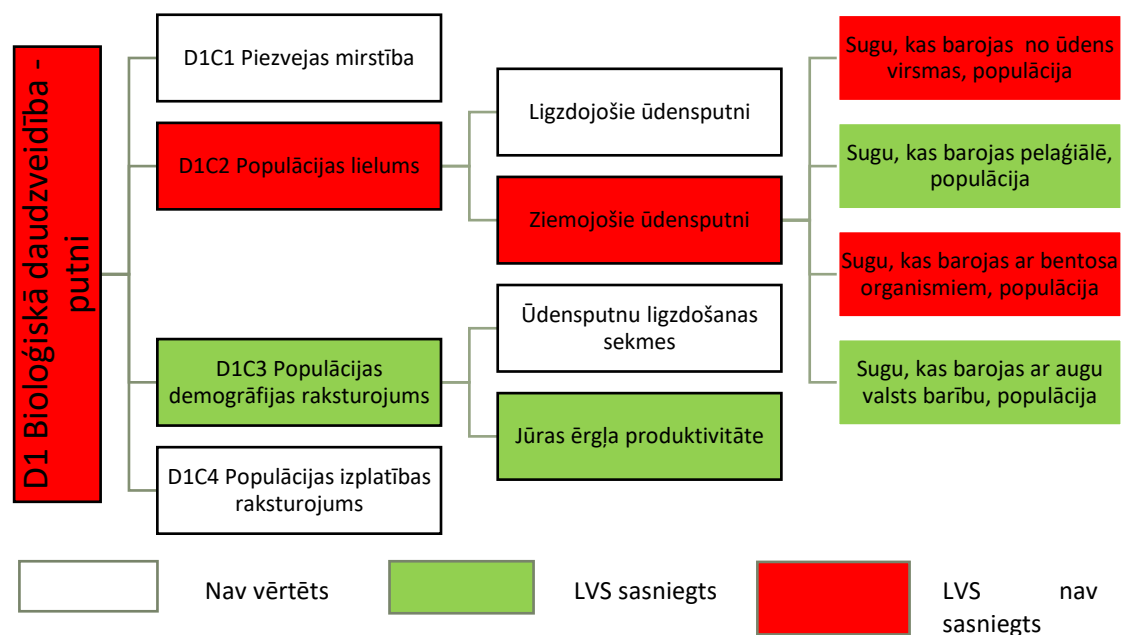 D1 Bioloģiskā daudzveidība -
putni
D1C1 Piezvejas mirstība
D1C2 Populācijas lielums
D1C3 Populācijas
demogrāfijas raksturojums
D1C4 Populācijas izplatības
raksturojums
Ligzdojošie ūdensputni
Ziemojošie ūdensputni
Ūdensputnu ligzdošanas
sekmes
Jūras ērgļa produktivitāte
Sugu, kas barojas no ūdens
virsmas, populācija
Sugu, kas barojas pelaģiālē,
populācija
Sugu, kas barojas ar bentosa
organismiem, populācija
Sugu, kas barojas ar augu
valsts barību, populācija
Nav vērtēts
LVS sasniegts
LVS nav
sasniegts